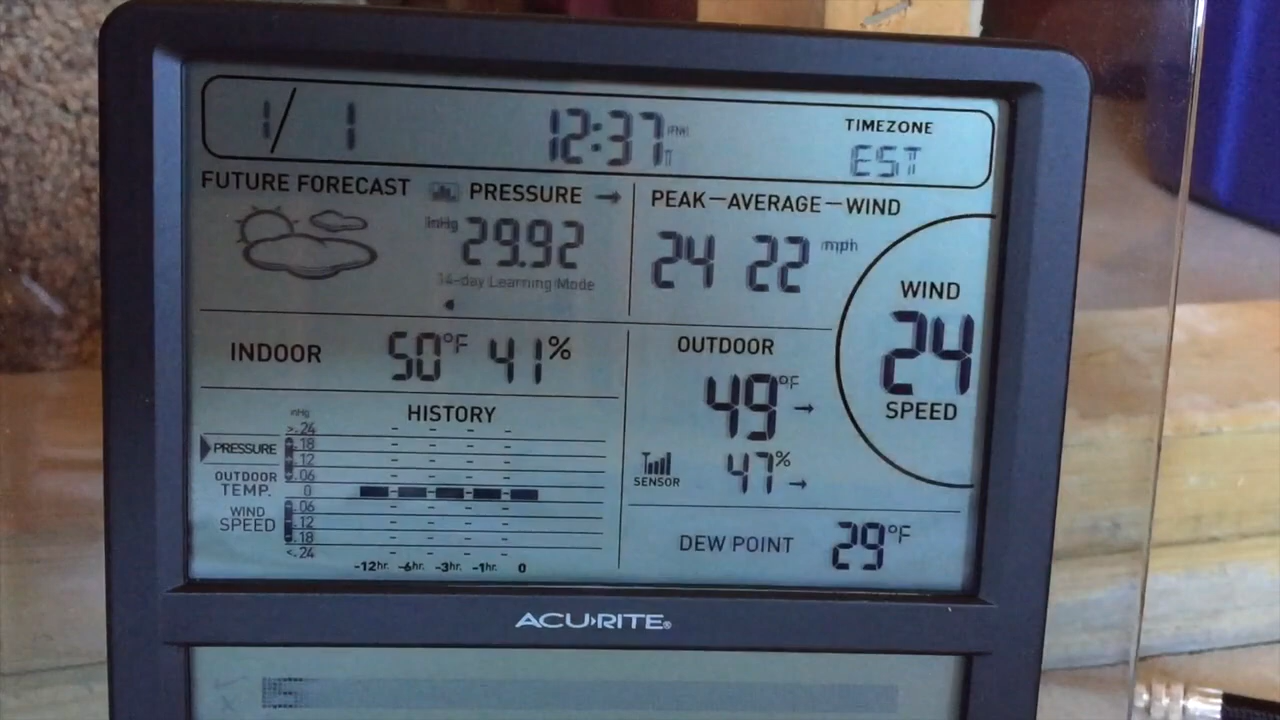 1/ 1 12:37 PM TIMEZONE
EST
FUTURE FORECAST PRESSURE → PEAK—AVERAGE—WIND
inHg 29.92 24 22 mph
14-day Learning Mode
WIND
24
SPEED
INDOOR 50°F 41%
OUTDOOR
49°F →
SENSOR 47% →
DEW POINT 29°F
HISTORY
inHg
>.24
PRESSURE .18
.12
OUTDOOR .06
TEMP. 0
WIND .06
SPEED .12
.18
<.24
-12hr. -6hr. -3hr. -1hr. 0
ACU›RITE®